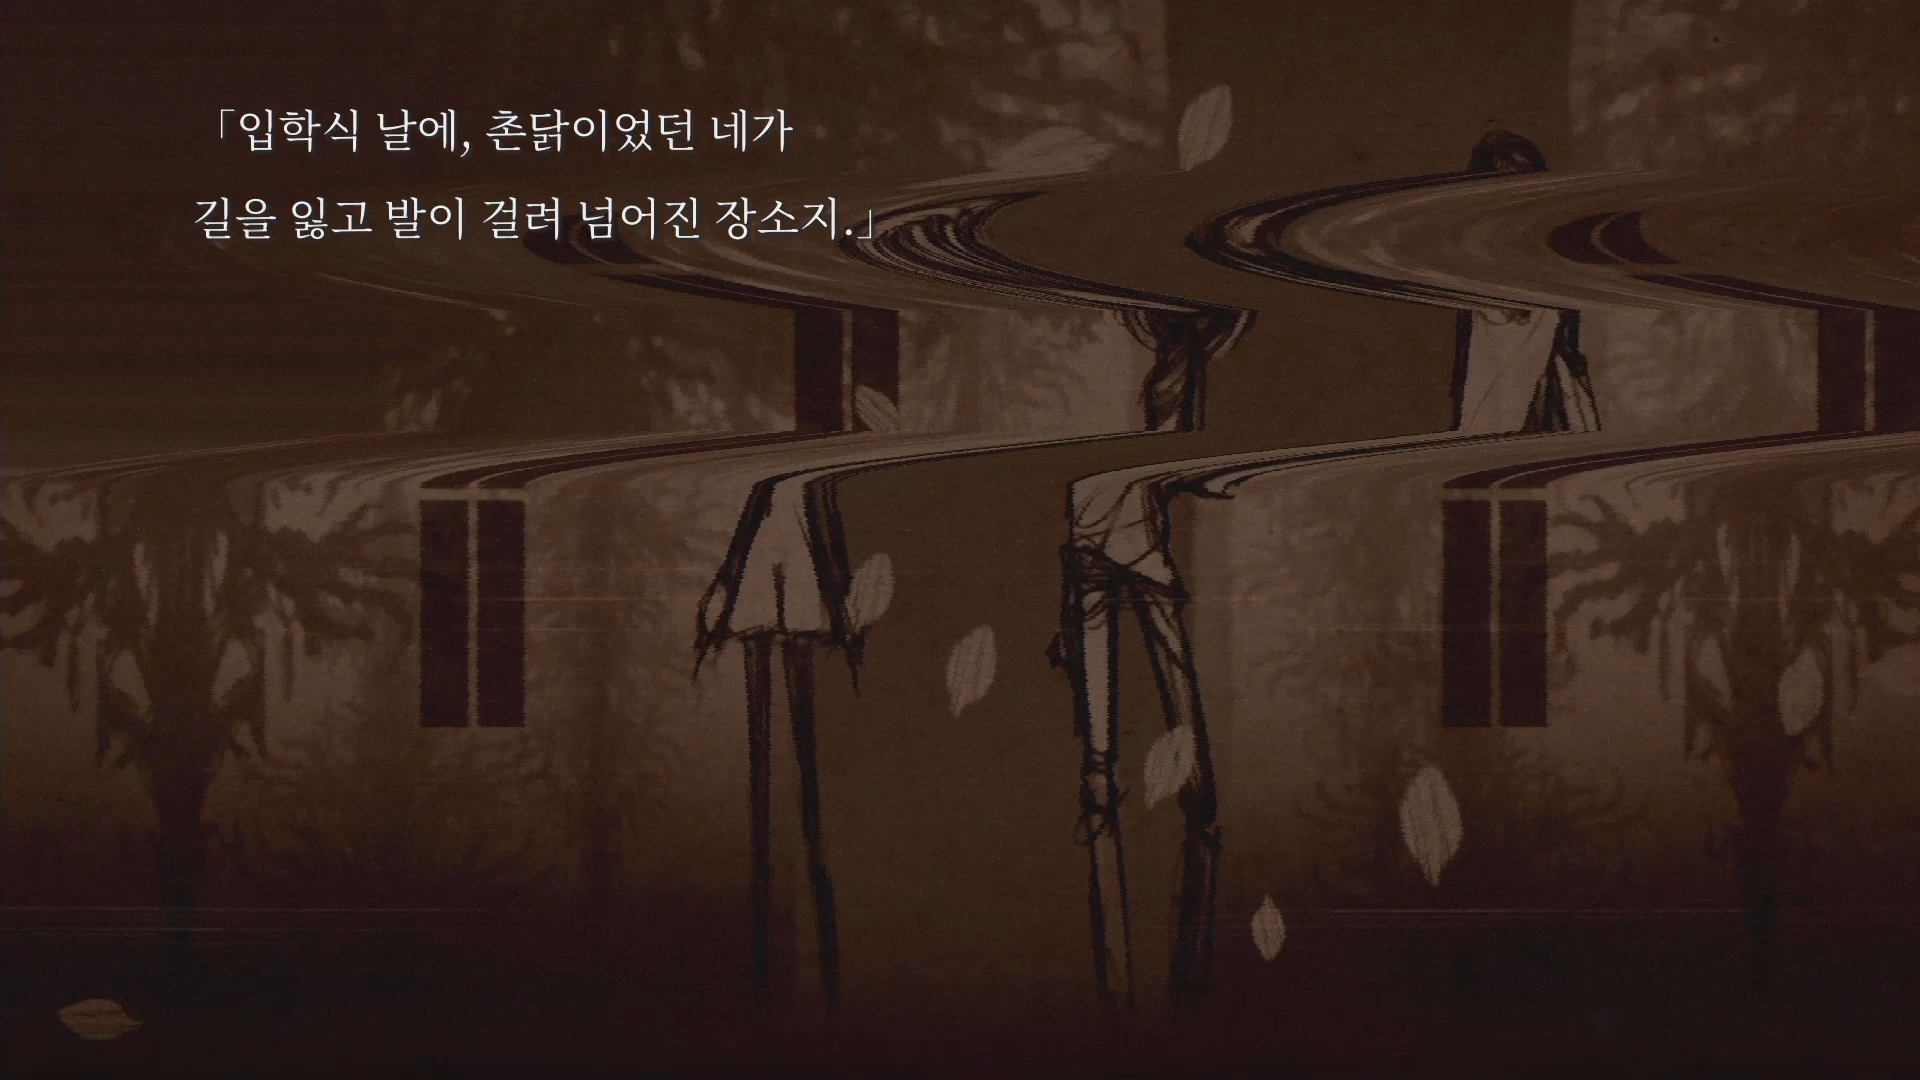 「입학식 날에, 촌닭이었던 네가
길을 잃고 발이 걸려 넘어진 장소지.」